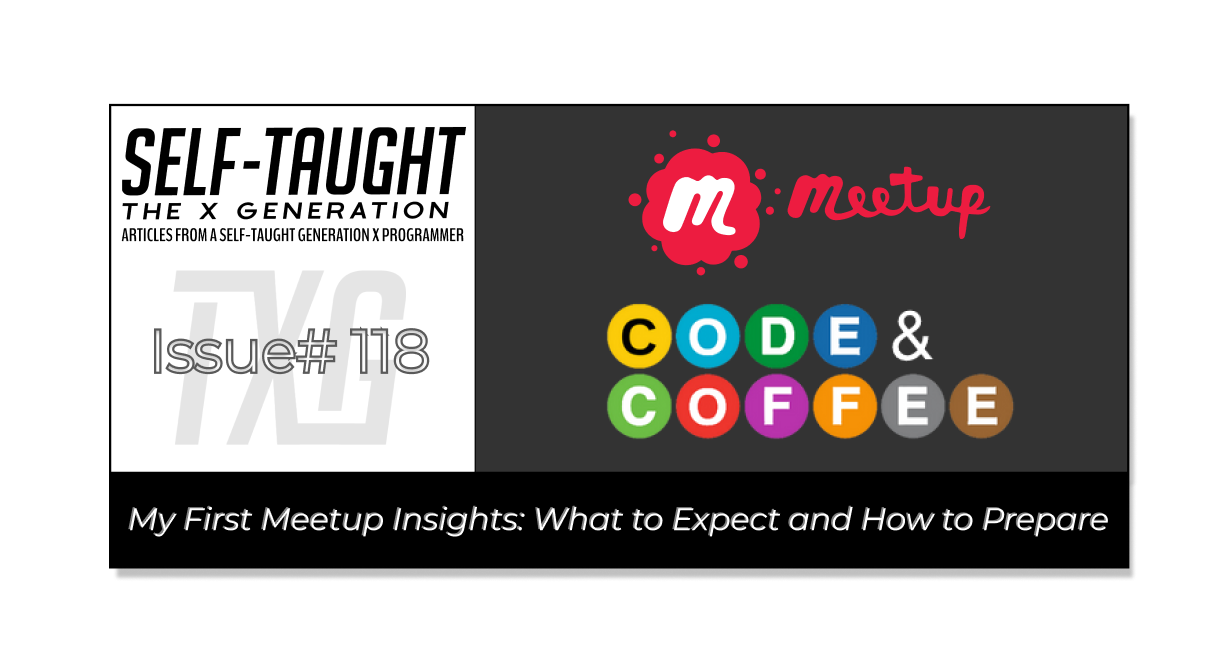 SELF-TAUGHT
THE X GENERATION
ARTICLES FROM A SELF-TAUGHT GENERATION X PROGRAMMER
TXG
Issue# 118
m meetup
CODE &
COFFEE
My First Meetup Insights: What to Expect and How to Prepare